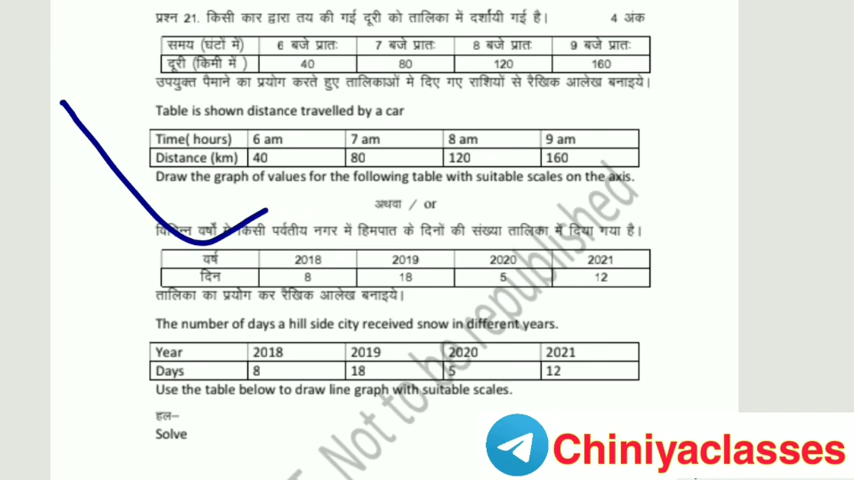 प्रश्न 21. किसी कार द्वारा तय की गई दूरी को तालिका में दर्शायी गई है। 4 अंक
समय (घंटों में) 6 बजे प्रातः 7 बजे प्रातः 8 बजे प्रातः 9 बजे प्रातः
दूरी (किमी में ) 40 80 120 160
उपयुक्त पैमाने का प्रयोग करते हुए तालिकाओं में दिए गए राशियों से रैखिक आलेख बनाइये।
Table is shown distance travelled by a car
Time( hours) 6 am 7 am 8 am 9 am
Distance (km) 40 80 120 160
Draw the graph of values for the following table with suitable scales on the axis.
अथवा / or
विभिन्न वर्षों में किसी पर्वतीय नगर में हिमपात के दिनों की संख्या तालिका में दिया गया है।
वर्ष 2018 2019 2020 2021
दिन 8 18 5 12
तालिका का प्रयोग कर रैखिक आलेख बनाइये।
The number of days a hill side city received snow in different years.
Year 2018 2019 2020 2021
Days 8 18 5 12
Use the table below to draw line graph with suitable scales.
हल–
Solve
Not to be republished
Chiniyaclasses